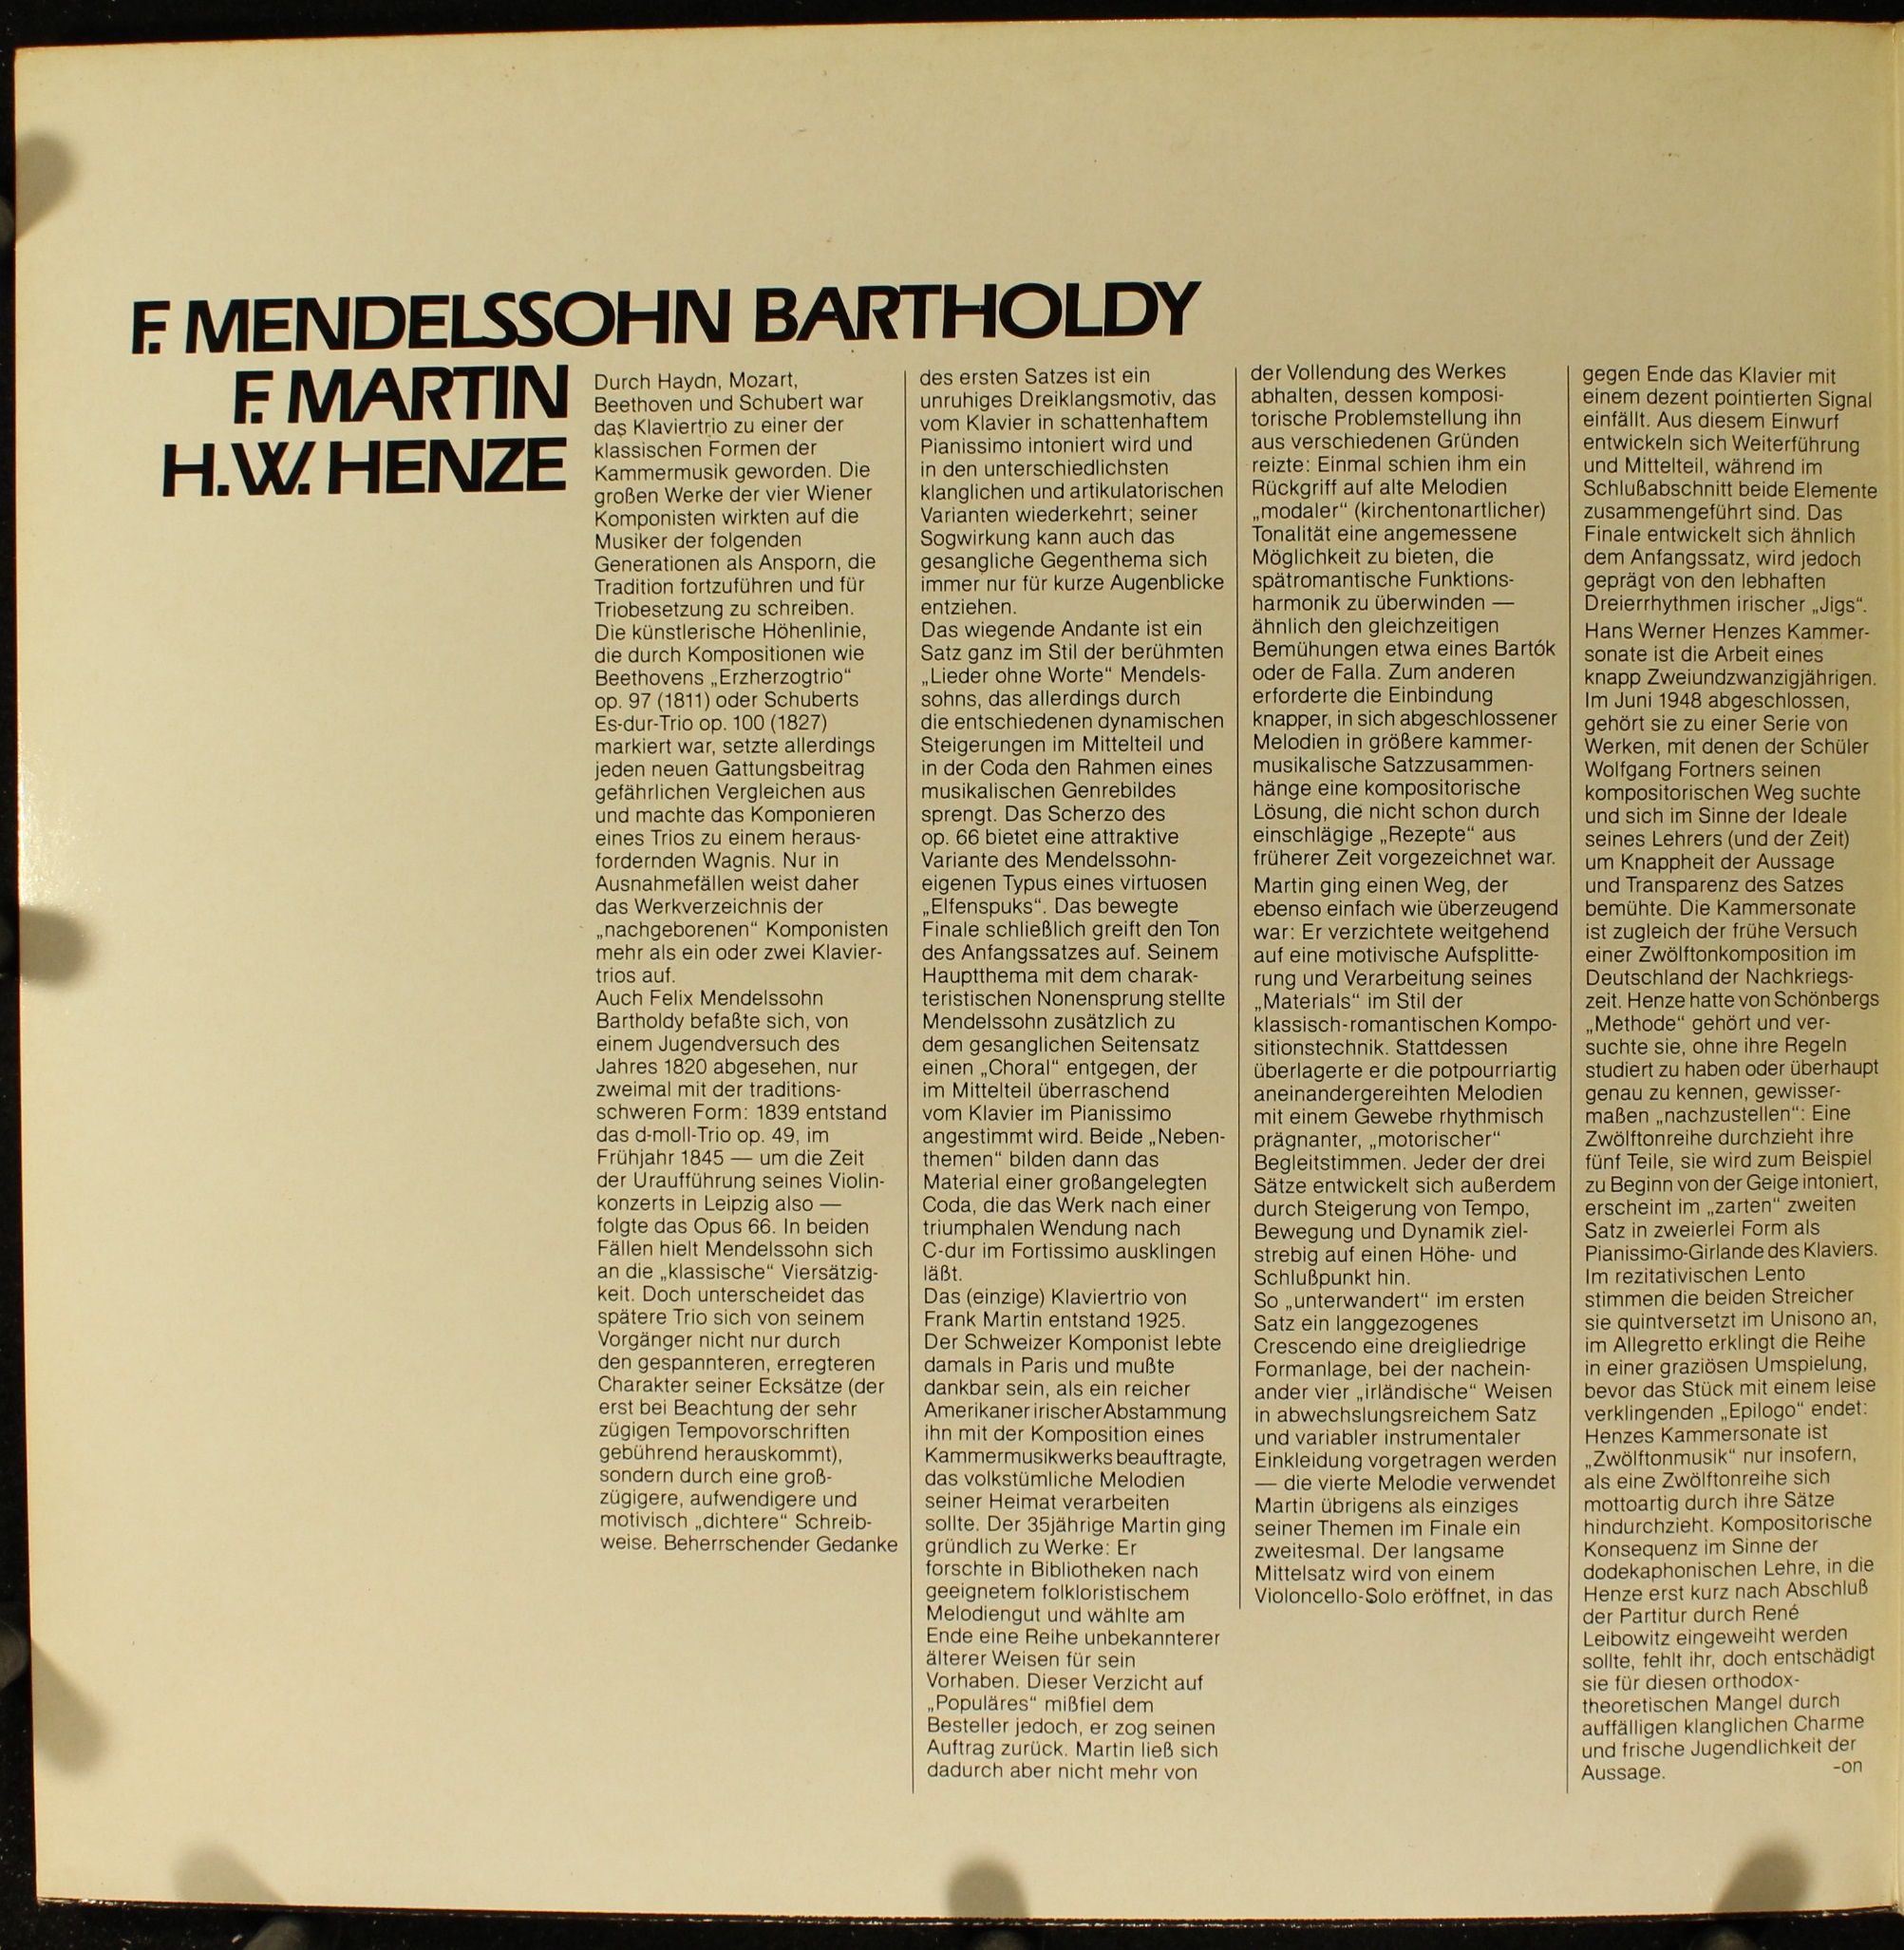 F. MENDELSSOHN BARTHOLDY
F. MARTIN
H.W. HENZE
Durch Haydn, Mozart,
Beethoven und Schubert war
das Klaviertrio zu einer der
klassischen Formen der
Kammermusik geworden. Die
großen Werke der vier Wiener
Komponisten wirkten auf die
Musiker der folgenden
Generationen als Ansporn, die
Tradition fortzuführen und für
Triobesetzung zu schreiben.
Die künstlerische Höhenlinie,
die durch Kompositionen wie
Beethovens „Erzherzogtrio“
op. 97 (1811) oder Schuberts
Es-dur-Trio op. 100 (1827)
markiert war, setzte allerdings
jeden neuen Gattungsbeitrag
gefährlichen Vergleichen aus
und machte das Komponieren
eines Trios zu einem heraus-
fordernden Wagnis. Nur in
Ausnahmefällen weist daher
das Werkverzeichnis der
„nachgeborenen“ Komponisten
mehr als ein oder zwei Klavier-
trios auf.
Auch Felix Mendelssohn
Bartholdy befaßte sich, von
einem Jugendversuch des
Jahres 1820 abgesehen, nur
zweimal mit der traditions-
schweren Form: 1839 entstand
das d-moll-Trio op. 49, im
Frühjahr 1845 — um die Zeit
der Uraufführung seines Violin-
konzerts in Leipzig also —
folgte das Opus 66. In beiden
Fällen hielt Mendelssohn sich
an die „klassische“ Viersätzig-
keit. Doch unterscheidet das
spätere Trio sich von seinem
Vorgänger nicht nur durch
den gespannteren, erregteren
Charakter seiner Ecksätze (der
erst bei Beachtung der sehr
zügigen Tempovorschriften
gebührend herauskommt),
sondern durch eine groß-
zügigere, aufwendigere und
motivisch „dichtere“ Schreib-
weise. Beherrschender Gedanke
des ersten Satzes ist ein
unruhiges Dreiklangsmotiv, das
vom Klavier in schattenhaftem
Pianissimo intoniert wird und
in den unterschiedlichsten
klanglichen und artikulatorischen
Varianten wiederkehrt; seiner
Sogwirkung kann auch das
gesangliche Gegenthema sich
immer nur für kurze Augenblicke
entziehen.
Das wiegende Andante ist ein
Satz ganz im Stil der berühmten
„Lieder ohne Worte“ Mendels-
sohns, das allerdings durch
die entschiedenen dynamischen
Steigerungen im Mittelteil und
in der Coda den Rahmen eines
musikalischen Genrebildes
sprengt. Das Scherzo des
op. 66 bietet eine attraktive
Variante des Mendelssohn-
eigenen Typus eines virtuosen
„Elfenspuks“. Das bewegte
Finale schließlich greift den Ton
des Anfangssatzes auf. Seinem
Hauptthema mit dem charak-
teristischen Nonensprung stellte
Mendelssohn zusätzlich zu
dem gesanglichen Seitensatz
einen „Choral“ entgegen, der
im Mittelteil überraschend
vom Klavier im Pianissimo
angestimmt wird. Beide „Neben-
themen“ bilden dann das
Material einer großangelegten
Coda, die das Werk nach einer
triumphalen Wendung nach
C-dur im Fortissimo ausklingen
läßt.
Das (einzige) Klaviertrio von
Frank Martin entstand 1925.
Der Schweizer Komponist lebte
damals in Paris und mußte
dankbar sein, als ein reicher
Amerikaner irischer Abstammung
ihn mit der Komposition eines
Kammermusikwerks beauftragte,
das volkstümliche Melodien
seiner Heimat verarbeiten
sollte. Der 35jährige Martin ging
gründlich zu Werke: Er
forschte in Bibliotheken nach
geeignetem folkloristischem
Melodiengut und wählte am
Ende eine Reihe unbekannterer
älterer Weisen für sein
Vorhaben. Dieser Verzicht auf
„Populäres“ mißfiel dem
Besteller jedoch, er zog seinen
Auftrag zurück. Martin ließ sich
dadurch aber nicht mehr von
der Vollendung des Werkes
abhalten, dessen komposi-
torische Problemstellung ihn
aus verschiedenen Gründen
reizte: Einmal schien ihm ein
Rückgriff auf alte Melodien
„modaler“ (kirchentonartlicher)
Tonalität eine angemessene
Möglichkeit zu bieten, die
spätromantische Funktions-
harmonik zu überwinden —
ähnlich den gleichzeitigen
Bemühungen etwa eines Bartók
oder de Falla. Zum anderen
erforderte die Einbindung
knapper, in sich abgeschlossener
Melodien in größere kammer-
musikalische Satzzusammen-
hänge eine kompositorische
Lösung, die nicht schon durch
einschlägige „Rezepte“ aus
früherer Zeit vorgezeichnet war.
Martin ging einen Weg, der
ebenso einfach wie überzeugend
war: Er verzichtete weitgehend
auf eine motivische Aufsplitte-
rung und Verarbeitung seines
„Materials“ im Stil der
klassisch-romantischen Kompo-
sitionstechnik. Stattdessen
überlagerte er die potpourriartig
aneinandergereihten Melodien
mit einem Gewebe rhythmisch
prägnanter, „motorischer“
Begleitstimmen. Jeder der drei
Sätze entwickelt sich außerdem
durch Steigerung von Tempo,
Bewegung und Dynamik ziel-
strebig auf einen Höhe- und
Schlußpunkt hin.
So „unterwandert“ im ersten
Satz ein langgezogenes
Crescendo eine dreigliedrige
Formanlage, bei der nachein-
ander vier „irländische“ Weisen
in abwechslungsreichem Satz
und variabler instrumentaler
Einkleidung vorgetragen werden
— die vierte Melodie verwendet
Martin übrigens als einziges
seiner Themen im Finale ein
zweitesmal. Der langsame
Mittelsatz wird von einem
Violoncello-Solo eröffnet, in das
gegen Ende das Klavier mit
einem dezent pointierten Signal
einfällt. Aus diesem Einwurf
entwickeln sich Weiterführung
und Mittelteil, während im
Schlußabschnitt beide Elemente
zusammengeführt sind. Das
Finale entwickelt sich ähnlich
dem Anfangssatz, wird jedoch
geprägt von den lebhaften
Dreierrhythmen irischer „Jigs“.
Hans Werner Henzes Kammer-
sonate ist die Arbeit eines
knapp Zweiundzwanzigjährigen.
Im Juni 1948 abgeschlossen,
gehört sie zu einer Serie von
Werken, mit denen der Schüler
Wolfgang Fortners seinen
kompositorischen Weg suchte
und sich im Sinne der Ideale
seines Lehrers (und der Zeit)
um Knappheit der Aussage
und Transparenz des Satzes
bemühte. Die Kammersonate
ist zugleich der frühe Versuch
einer Zwölftonkomposition im
Deutschland der Nachkriegs-
zeit. Henze hatte von Schönbergs
„Methode“ gehört und ver-
suchte sie, ohne ihre Regeln
studiert zu haben oder überhaupt
genau zu kennen, gewisser-
maßen „nachzustellen“: Eine
Zwölftonreihe durchzieht ihre
fünf Teile, sie wird zum Beispiel
zu Beginn von der Geige intoniert,
erscheint im „zarten“ zweiten
Satz in zweierlei Form als
Pianissimo-Girlande des Klaviers.
Im rezitativischen Lento
stimmen die beiden Streicher
sie quintversetzt im Unisono an,
im Allegretto erklingt die Reihe
in einer graziösen Umspielung,
bevor das Stück mit einem leise
verklingenden „Epilogo“ endet:
Henzes Kammersonate ist
„Zwölftonmusik“ nur insofern,
als eine Zwölftonreihe sich
mottoartig durch ihre Sätze
hindurchzieht. Kompositorische
Konsequenz im Sinne der
dodekaphonischen Lehre, in die
Henze erst kurz nach Abschluß
der Partitur durch René
Leibowitz eingeweiht werden
sollte, fehlt ihr, doch entschädigt
sie für diesen orthodox-
theoretischen Mangel durch
auffälligen klanglichen Charme
und frische Jugendlichkeit der
Aussage. -on